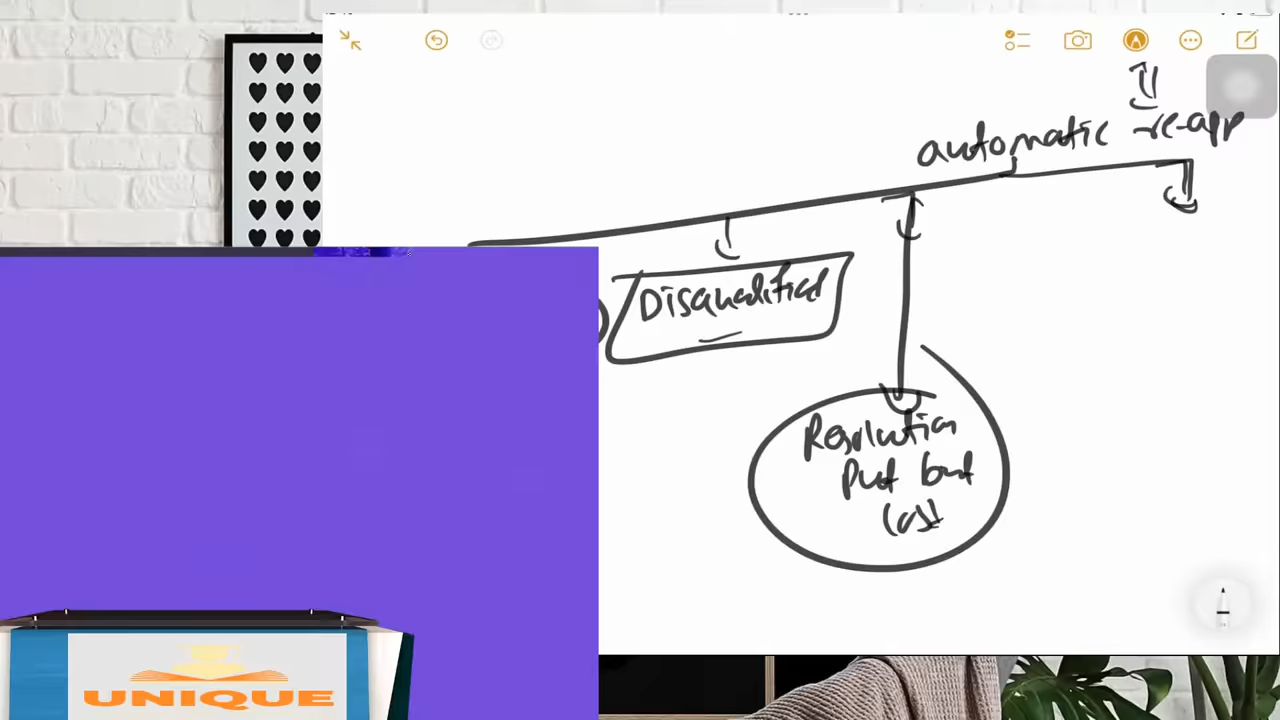 automatic re-app
Disqualified
Resolution
Put but
lost
UNIQUE